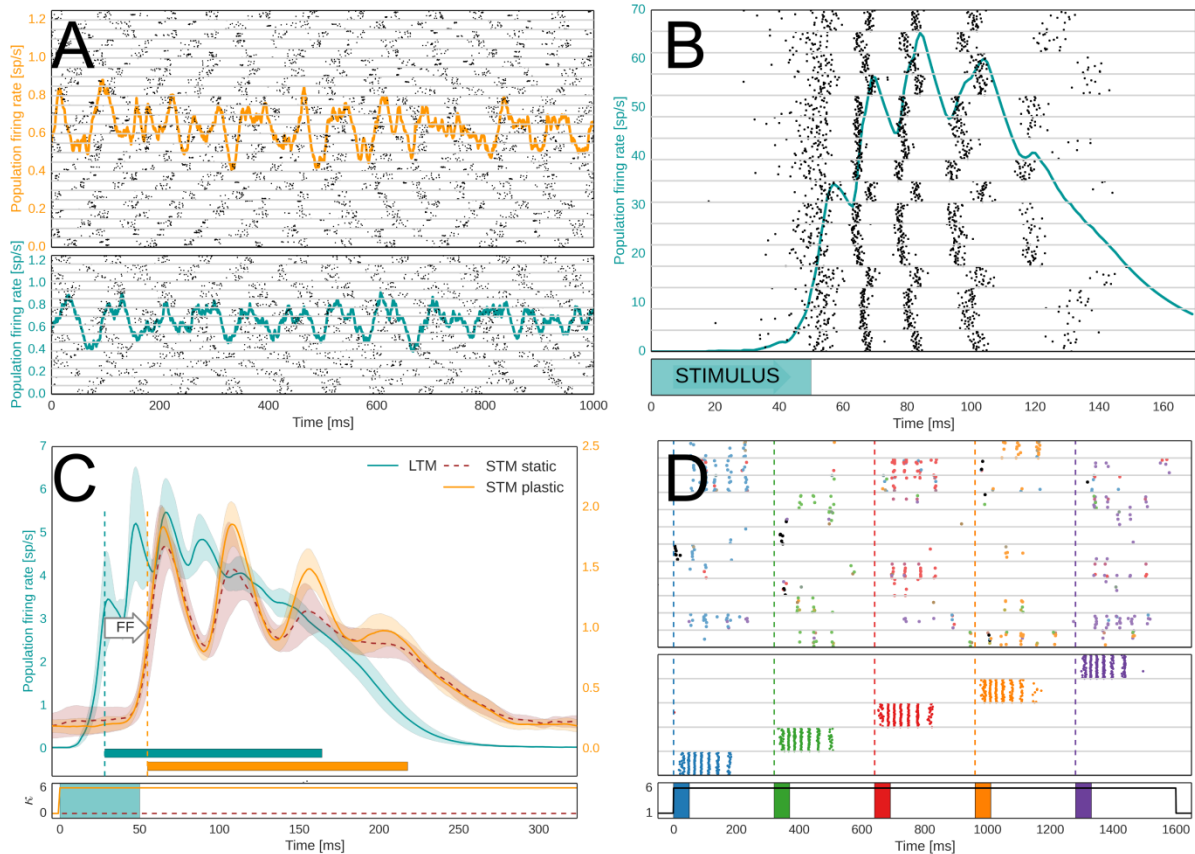 A
Population firing rate [sp/s]
1.2
1.0
0.8
0.6
0.4
0.2
0.0
Population firing rate [sp/s]
1.2
1.0
0.8
0.6
0.4
0.2
0.0
0 200 400 600 800 1000
Time [ms]
B
Population firing rate [sp/s]
70
60
50
40
30
20
10
0
STIMULUS
0 20 40 60 80 100 120 140 160
Time [ms]
C
Population firing rate [sp/s]
7
6
5
4
3
2
1
0
LTM
STM static
STM plastic
2.5
2.0
1.5
1.0
0.5
0.0
FF
κ
6
0
0 50 100 150 200 250 300
Time [ms]
D
6
1
0 200 400 600 800 1000 1200 1400 1600
Time [ms]